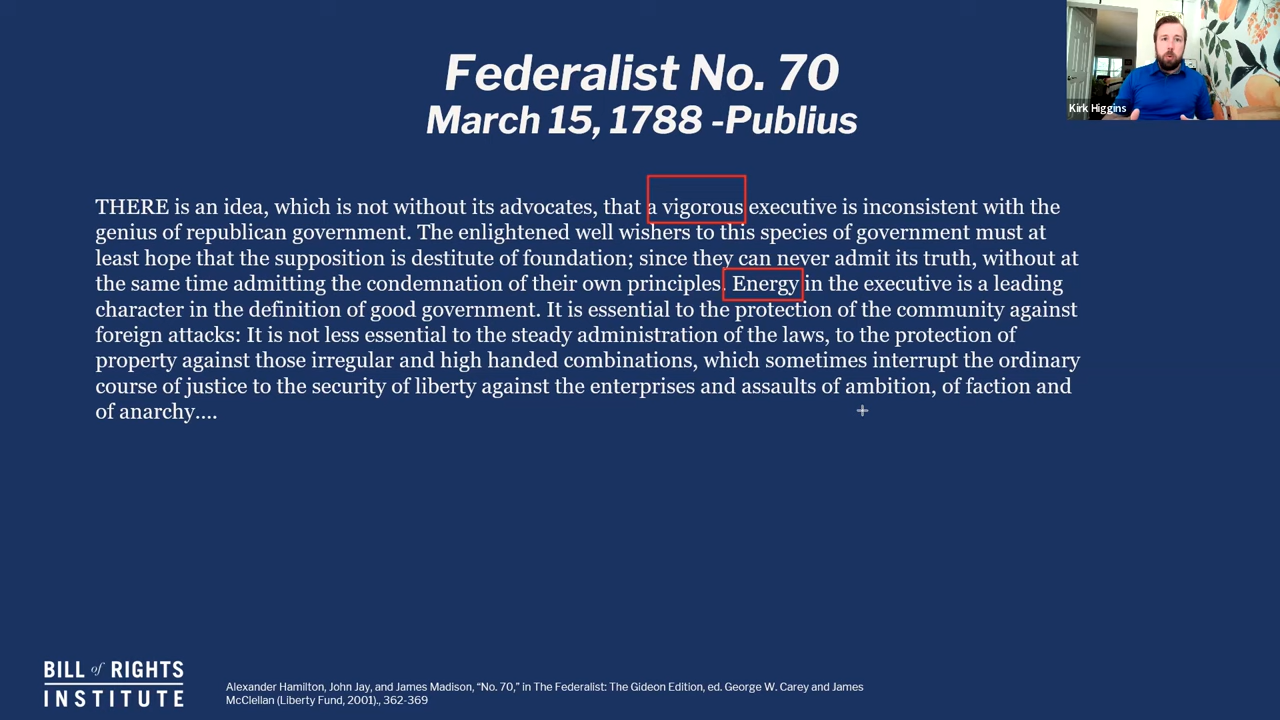 Federalist No. 70
March 15, 1788 -Publius
Kirk Higgins
THERE is an idea, which is not without its advocates, that a vigorous executive is inconsistent with the
genius of republican government. The enlightened well wishers to this species of government must at
least hope that the supposition is destitute of foundation; since they can never admit its truth, without at
the same time admitting the condemnation of their own principles. Energy in the executive is a leading
character in the definition of good government. It is essential to the protection of the community against
foreign attacks: It is not less essential to the steady administration of the laws, to the protection of
property against those irregular and high handed combinations, which sometimes interrupt the ordinary
course of justice to the security of liberty against the enterprises and assaults of ambition, of faction and
of anarchy....
BILL of RIGHTS
INSTITUTE
Alexander Hamilton, John Jay, and James Madison, “No. 70,” in The Federalist: The Gideon Edition, ed. George W. Carey and James
McClellan (Liberty Fund, 2001)., 362-369